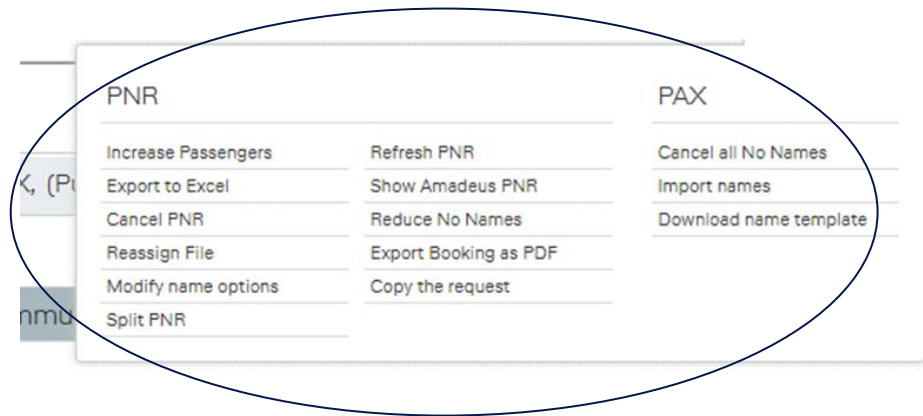 PNR
PAX
Increase Passengers
Refresh PNR
Cancel all No Names
Export to Excel
Show Amadeus PNR
Import names
Cancel PNR
Reduce No Names
Download name template
Reassign File
Export Booking as PDF
Modify name options
Copy the request
Split PNR